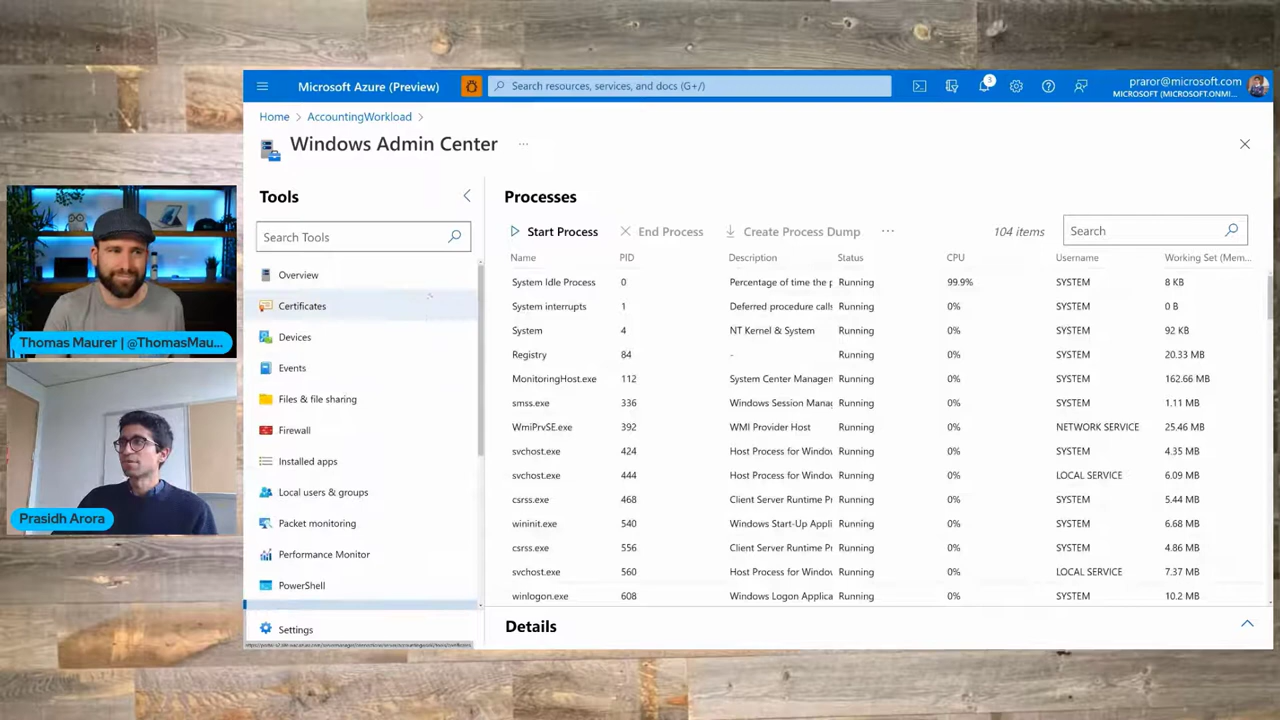 Microsoft Azure (Preview)
Search resources, services, and docs (G+/)
3
praror@microsoft.com
MICROSOFT (MICROSOFT.ONMI...
Home > AccountingWorkload >
Windows Admin Center ...
Tools
Search Tools
Overview
Certificates
Devices
Events
Files & file sharing
Firewall
Installed apps
Local users & groups
Packet monitoring
Performance Monitor
PowerShell
Settings
Processes
Start Process End Process Create Process Dump ... 104 items Search
Name PID Description Status CPU Username Working Set (Mem...
System Idle Process 0 Percentage of time the p Running 99.9% SYSTEM 8 KB
System interrupts 1 Deferred procedure calls Running 0% SYSTEM 0 B
System 4 NT Kernel & System Running 0% SYSTEM 92 KB
Registry 84 - Running 0% SYSTEM 20.33 MB
MonitoringHost.exe 112 System Center Managen Running 0% SYSTEM 162.66 MB
smss.exe 336 Windows Session Mana Running 0% SYSTEM 1.11 MB
WmiPrvSE.exe 392 WMI Provider Host Running 0% NETWORK SERVICE 25.46 MB
svchost.exe 424 Host Process for Window Running 0% SYSTEM 4.35 MB
svchost.exe 444 Host Process for Window Running 0% LOCAL SERVICE 6.09 MB
csrss.exe 468 Client Server Runtime Pr Running 0% SYSTEM 5.44 MB
wininit.exe 540 Windows Start-Up Appli Running 0% SYSTEM 6.68 MB
csrss.exe 556 Client Server Runtime Pr Running 0% SYSTEM 4.86 MB
svchost.exe 560 Host Process for Window Running 0% LOCAL SERVICE 7.37 MB
winlogon.exe 608 Windows Logon Applica Running 0% SYSTEM 10.2 MB
Details
Thomas Maurer | @ThomasMau...
Prasidh Arora